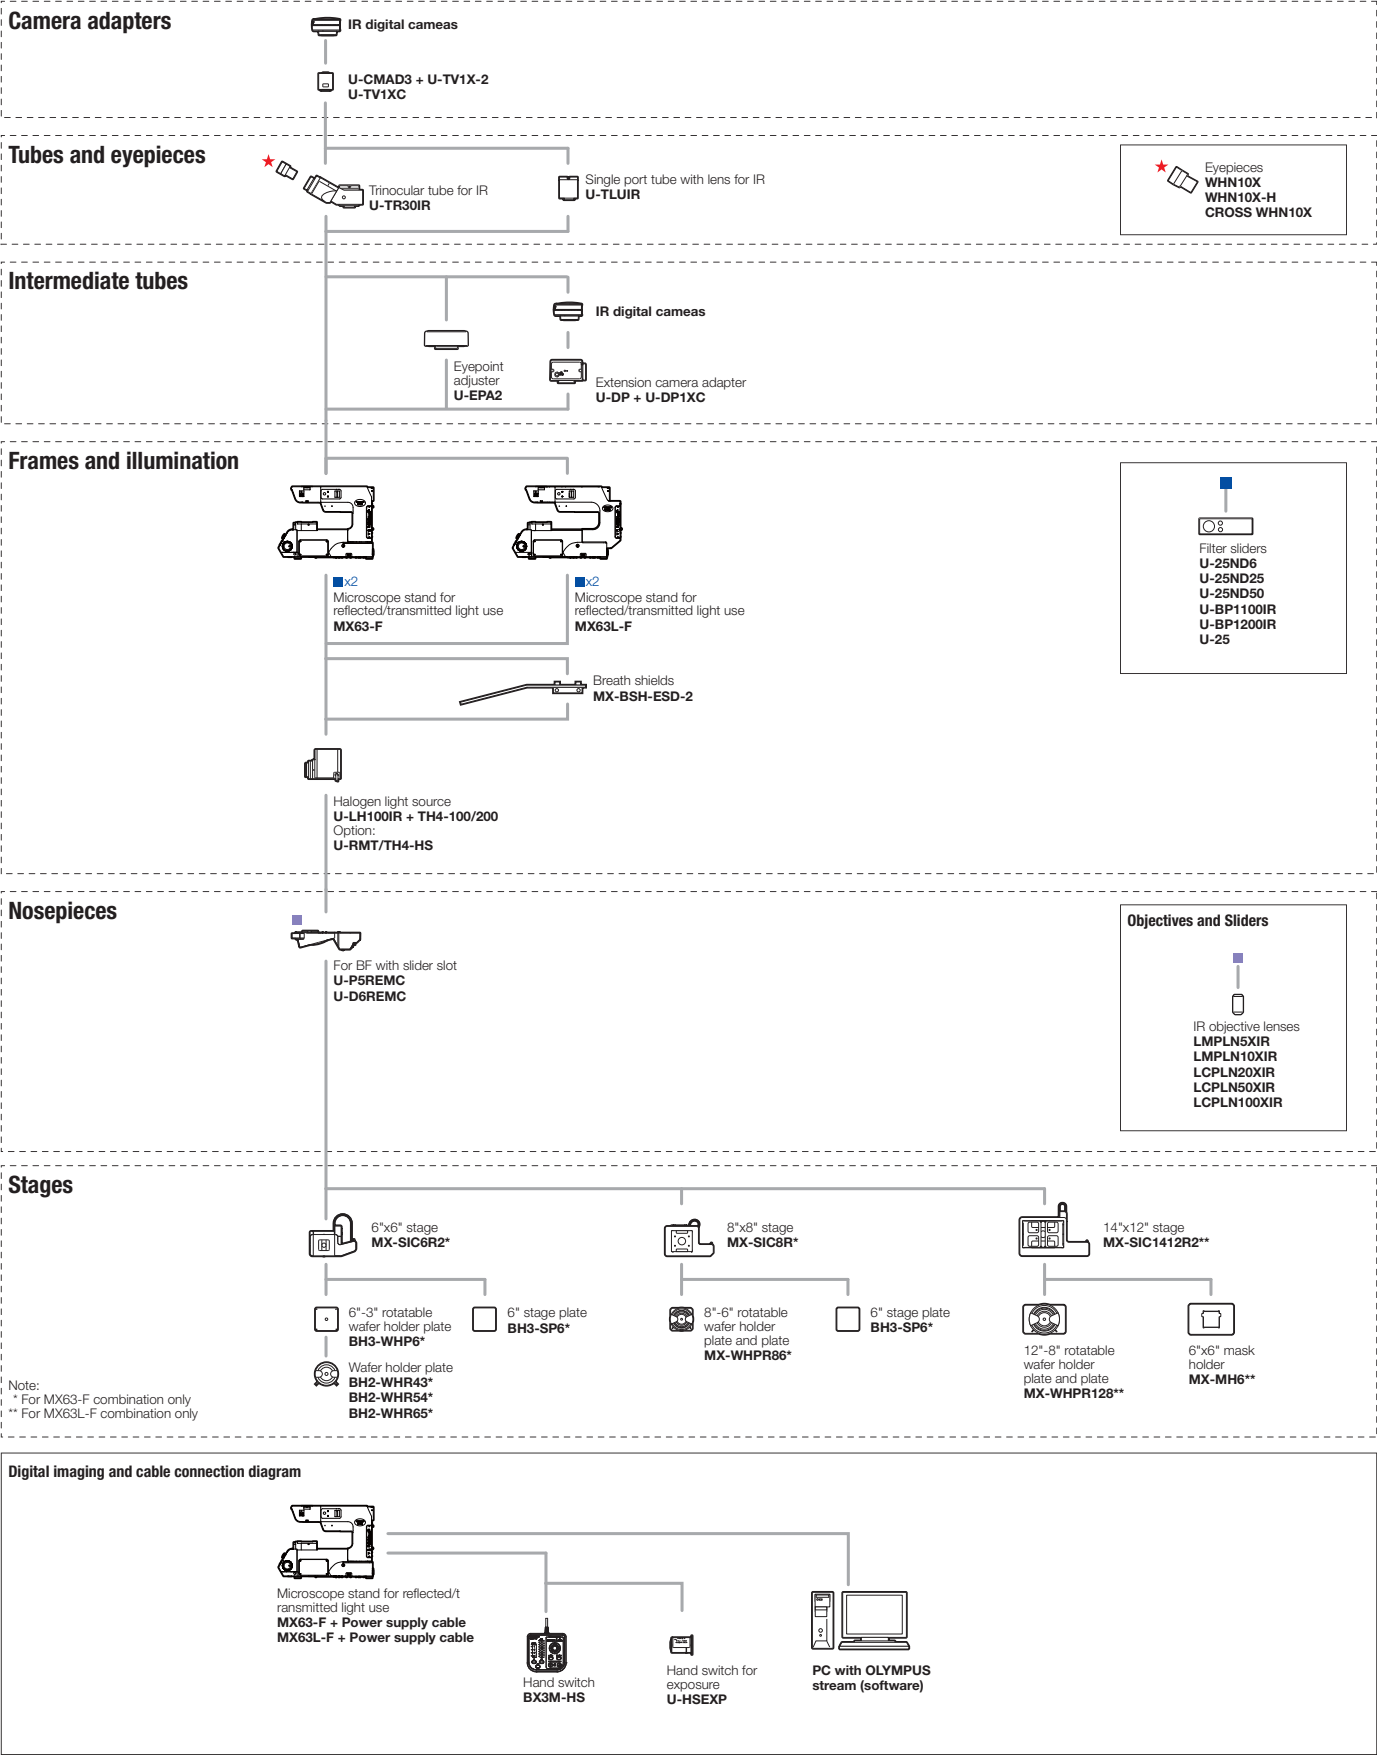 Camera adapters
IR digital cameas
U-CMAD3 + U-TV1X-2
U-TV1XC
Tubes and eyepieces
Trinocular tube for IR
U-TR30IR
Single port tube with lens for IR
U-TLUIR
Eyepieces
WHN10X
WHN10X-H
CROSS WHN10X
Intermediate tubes
IR digital cameas
Eyepoint
adjuster
U-EPA2
Extension camera adapter
U-DP + U-DP1XC
Frames and illumination
x2
Microscope stand for
reflected/transmitted light use
MX63-F
x2
Microscope stand for
reflected/transmitted light use
MX63L-F
Filter sliders
U-25ND6
U-25ND25
U-25ND50
U-BP1100IR
U-BP1200IR
U-25
Breath shields
MX-BSH-ESD-2
Halogen light source
U-LH100IR + TH4-100/200
Option:
U-RMT/TH4-HS
Nosepieces
For BF with slider slot
U-P5REMC
U-D6REMC
Objectives and Sliders
IR objective lenses
LMPLN5XIR
LMPLN10XIR
LCPLN20XIR
LCPLN50XIR
LCPLN100XIR
Stages
6"x6" stage
MX-SIC6R2*
8"x8" stage
MX-SIC8R*
14"x12" stage
MX-SIC1412R2**
6"-3" rotatable
wafer holder plate
BH3-WHP6*
6" stage plate
BH3-SP6*
8"-6" rotatable
wafer holder
plate and plate
MX-WHPR86*
6" stage plate
BH3-SP6*
12"-8" rotatable
wafer holder
plate and plate
MX-WHPR128**
6"x6" mask
holder
MX-MH6**
Wafer holder plate
BH2-WHR43*
BH2-WHR54*
BH2-WHR65*
Note:
* For MX63-F combination only
** For MX63L-F combination only
Digital imaging and cable connection diagram
Microscope stand for reflected/t
ransmitted light use
MX63-F + Power supply cable
MX63L-F + Power supply cable
Hand switch
BX3M-HS
Hand switch for
exposure
U-HSEXP
PC with OLYMPUS
stream (software)